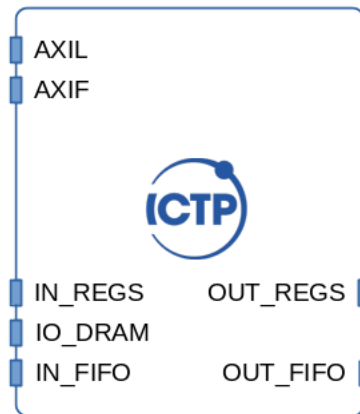 AXIL
AXIF
ICTP
IN_REGS OUT_REGS
IO_DRAM
IN_FIFO OUT_FIFO